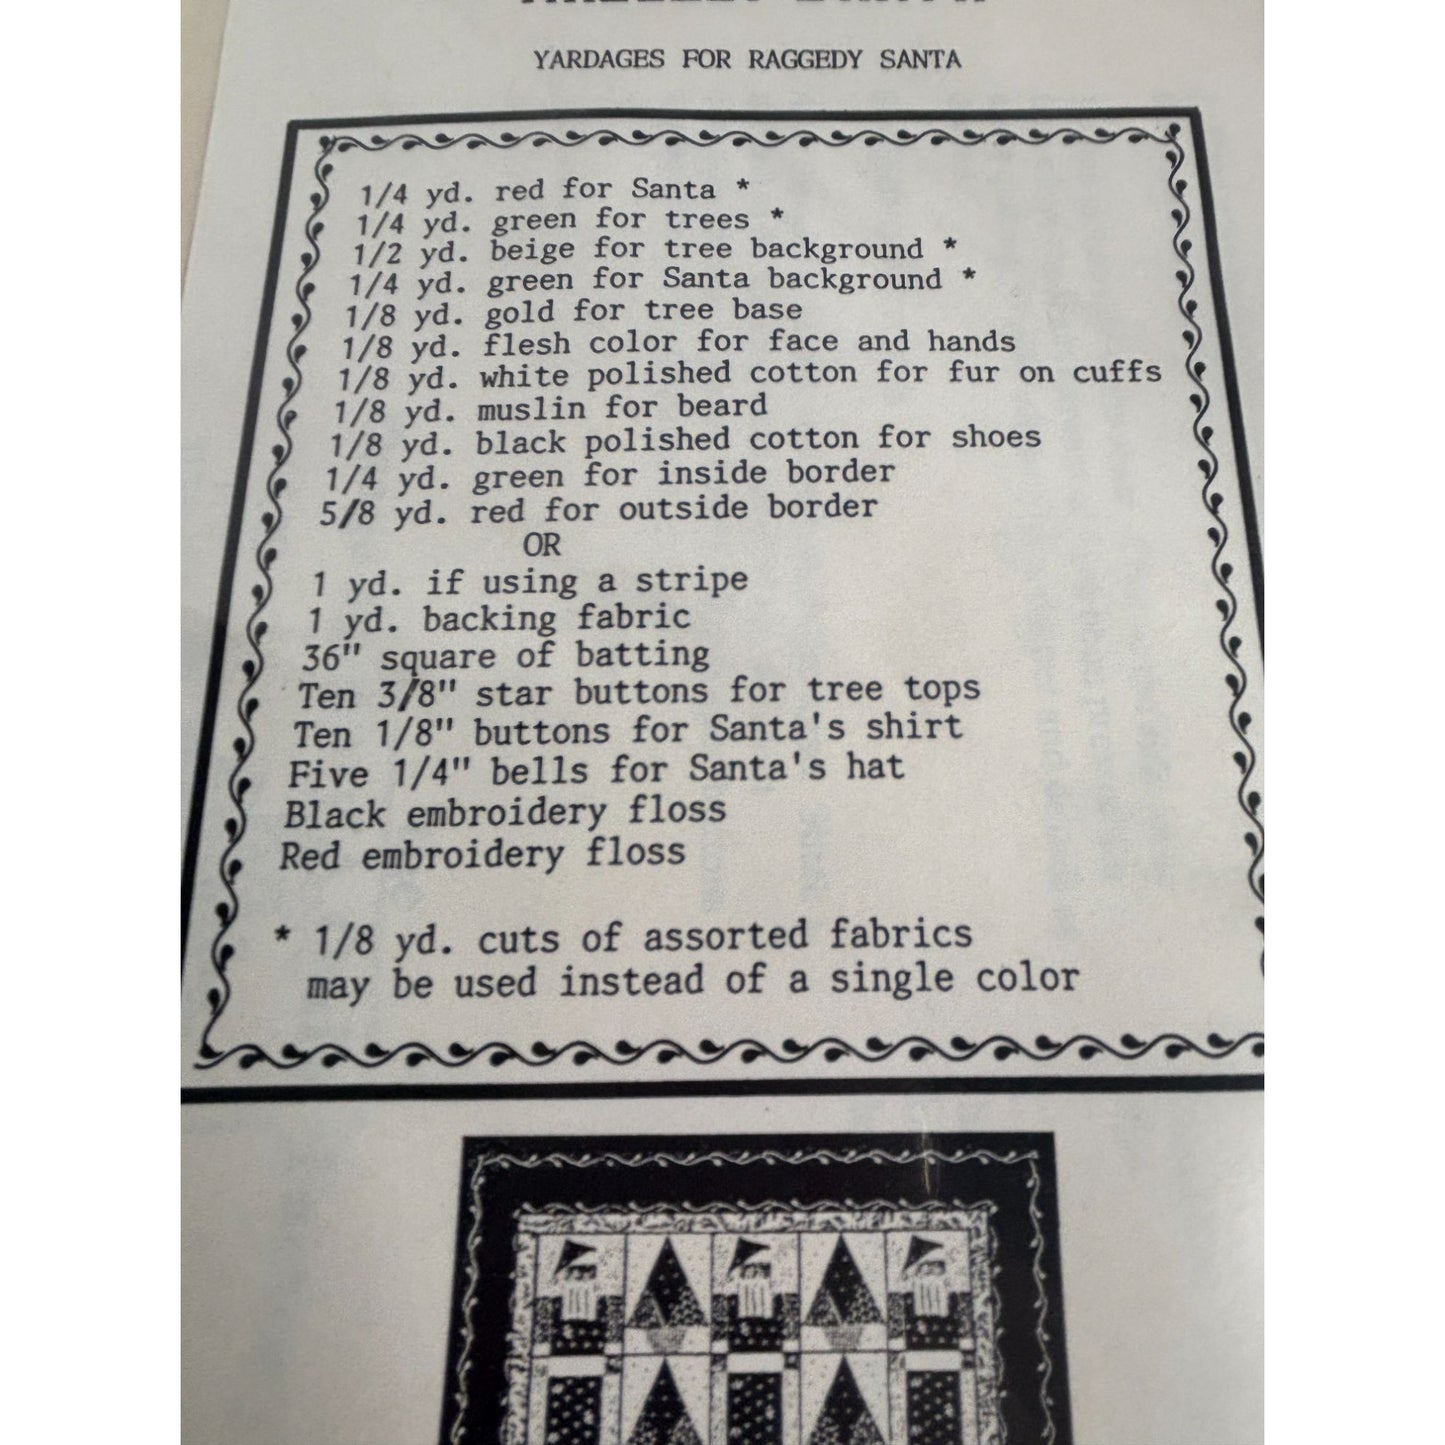 YARDAGES FOR RAGGEDY SANTA
1/4 yd. red for Santa *
1/4 yd. green for trees *
1/2 yd. beige for tree background *
1/4 yd. green for Santa background *
1/8 yd. gold for tree base
1/8 yd. flesh color for face and hands
1/8 yd. white polished cotton for fur on cuffs
1/8 yd. muslin for beard
1/8 yd. black polished cotton for shoes
1/4 yd. green for inside border
5/8 yd. red for outside border
OR
1 yd. if using a stripe
1 yd. backing fabric
36" square of batting
Ten 3/8" star buttons for tree tops
Ten 1/8" buttons for Santa's shirt
Five 1/4" bells for Santa's hat
Black embroidery floss
Red embroidery floss
* 1/8 yd. cuts of assorted fabrics
may be used instead of a single color